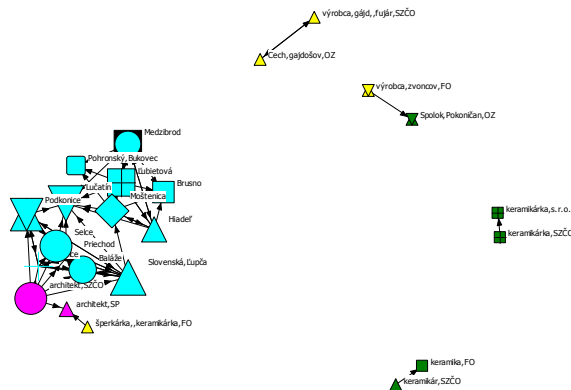 výrobca,gájd,,fujár,SZČO
Cech,gajdošov,OZ
výrobca,zvoncov,FO
Spolok,Pokoničan,OZ
Medzibrod
Pohronský,Bukovec
Ľubietová
Brusno
Lučatín
Moštenica
Podkonice
Hiadeľ
Selce
Priechod
Baláže
Slovenská,Ľupča
architekt,SZČO
architekt,SP
šperkárka,,keramikárka,FO
keramikárka,s.r.o.
keramikárka,SZČO
keramika,FO
keramikár,SZČO